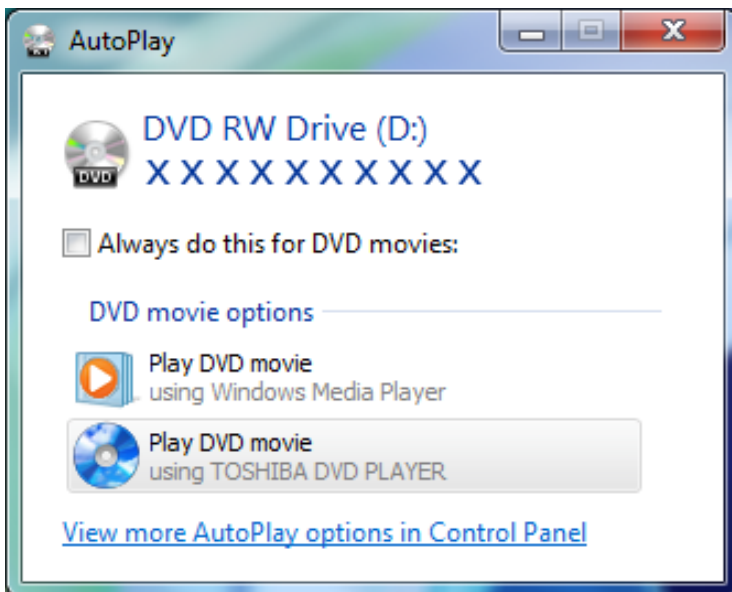 AutoPlay
DVD RW Drive (D:)
X X X X X X X X X X
DVD
Always do this for DVD movies:
DVD movie options
Play DVD movie
using Windows Media Player
Play DVD movie
using TOSHIBA DVD PLAYER
View more AutoPlay options in Control Panel